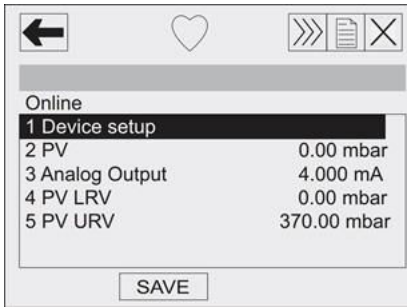 Online
1 Device setup
2 PV 0.00 mbar
3 Analog Output 4.000 mA
4 PV LRV 0.00 mbar
5 PV URV 370.00 mbar
SAVE